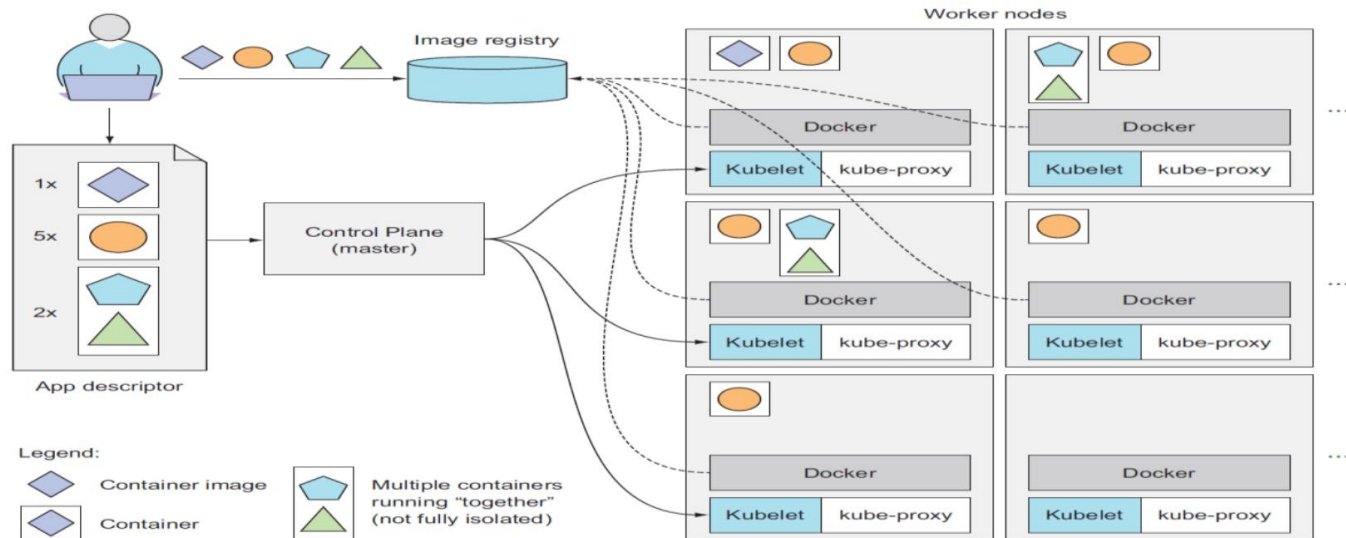 Worker nodes
Image registry
Docker
Kubelet kube-proxy
Docker
Kubelet kube-proxy
...
1x
5x
2x
App descriptor
Control Plane
(master)
Docker
Kubelet kube-proxy
Docker
Kubelet kube-proxy
...
Docker
Kubelet kube-proxy
Docker
Kubelet kube-proxy
...
Legend:
Container image
Container
Multiple containers
running “together”
(not fully isolated)